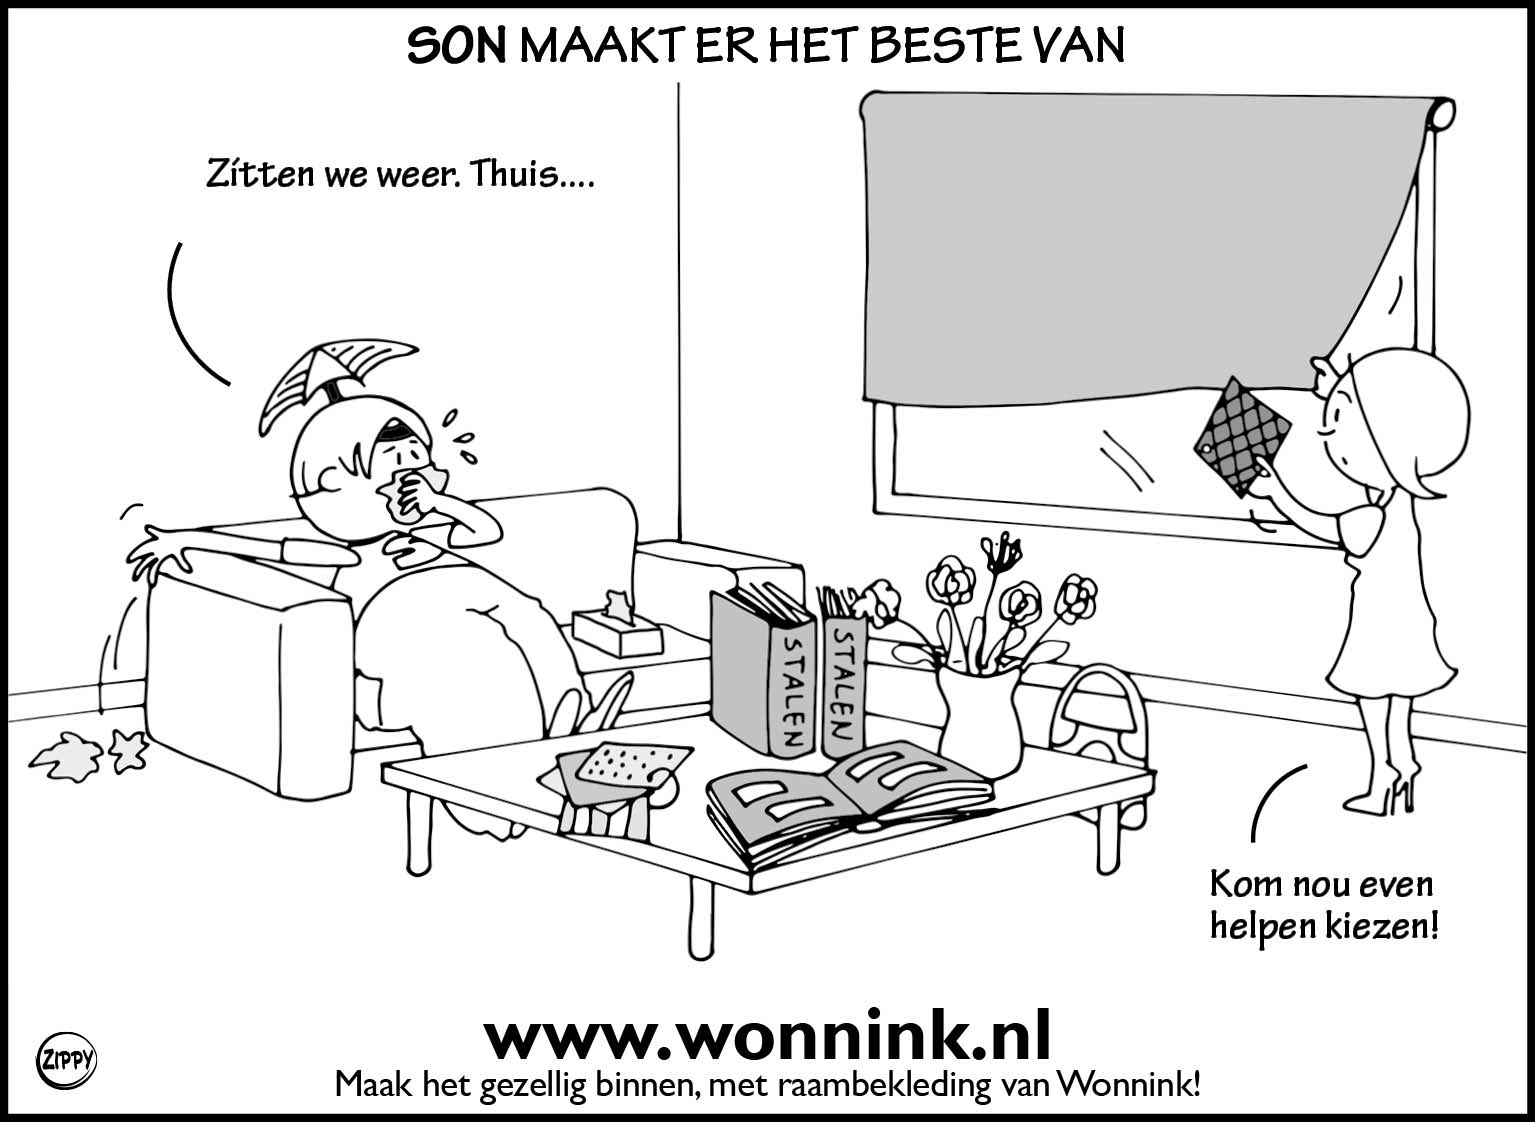 SON MAAKT ER HET BESTE VAN
Zitten we weer. Thuis....
STALEN
STALEN
Kom nou even
helpen kiezen!
www.wonnink.nl
Maak het gezellig binnen, met raambekleding van Wonnink!
ZIPPY